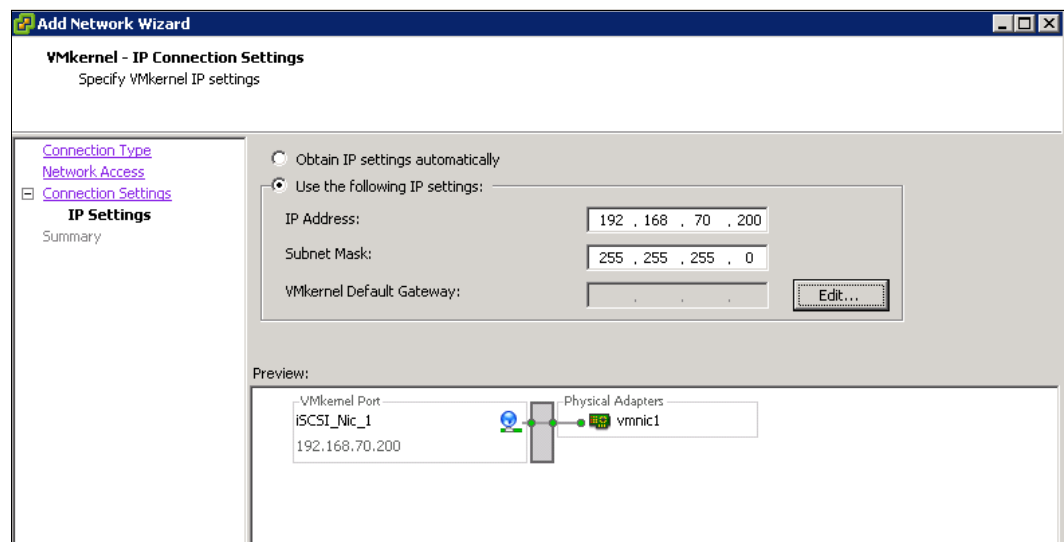 Add Network Wizard
VMkernel - IP Connection Settings
Specify VMkernel IP settings
Connection Type
Network Access
Connection Settings
IP Settings
Summary
Obtain IP settings automatically
Use the following IP settings:
IP Address: 192 . 168 . 70 . 200
Subnet Mask: 255 . 255 . 255 . 0
VMkernel Default Gateway: . . . Edit...
Preview:
VMkernel Port
iSCSI_Nic_1
192.168.70.200
Physical Adapters
vmnic1